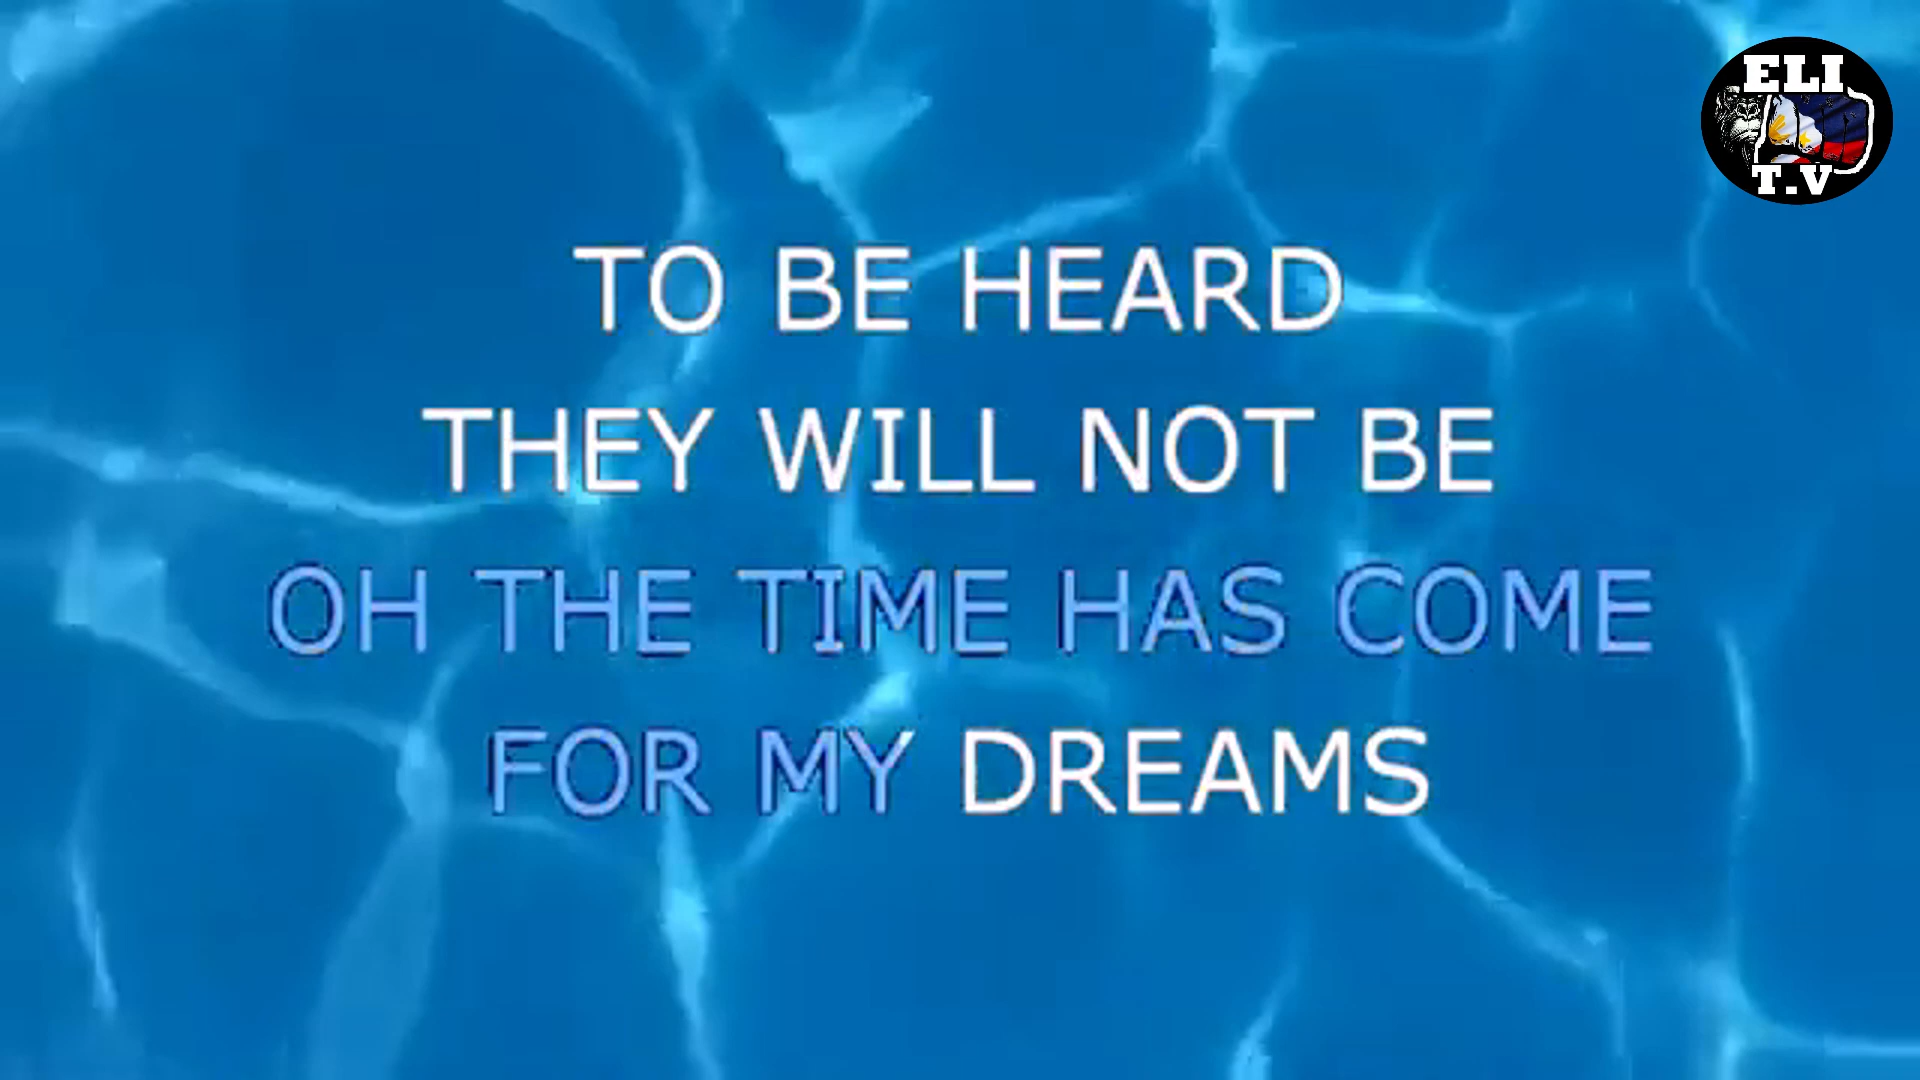 ELI
T.V
TO BE HEARD
THEY WILL NOT BE
OH THE TIME HAS COME
FOR MY DREAMS